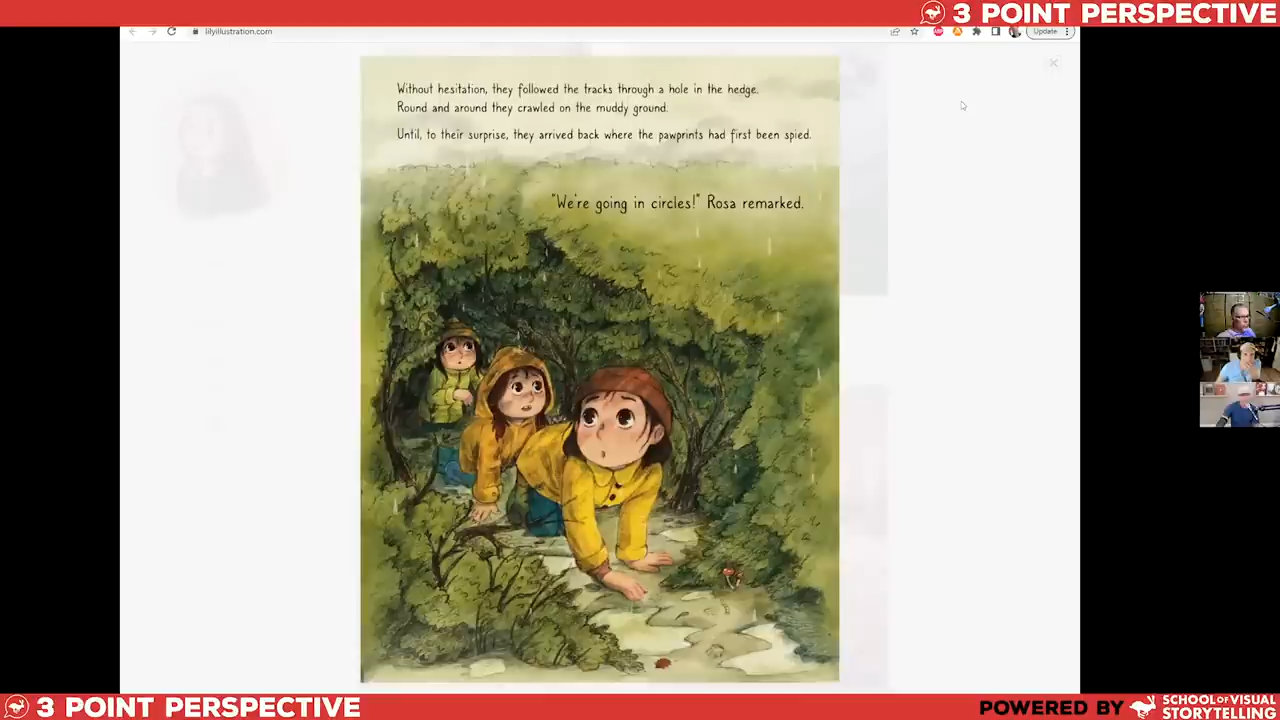 3 POINT PERSPECTIVE
lilyillustration.com
Update
Without hesitation, they followed the tracks through a hole in the hedge.
Round and around they crawled on the muddy ground.
Until, to their surprise, they arrived back where the pawprints had first been spied.
"We're going in circles!" Rosa remarked.
3 POINT PERSPECTIVE
POWERED BY
SCHOOL OF VISUAL
STORYTELLING